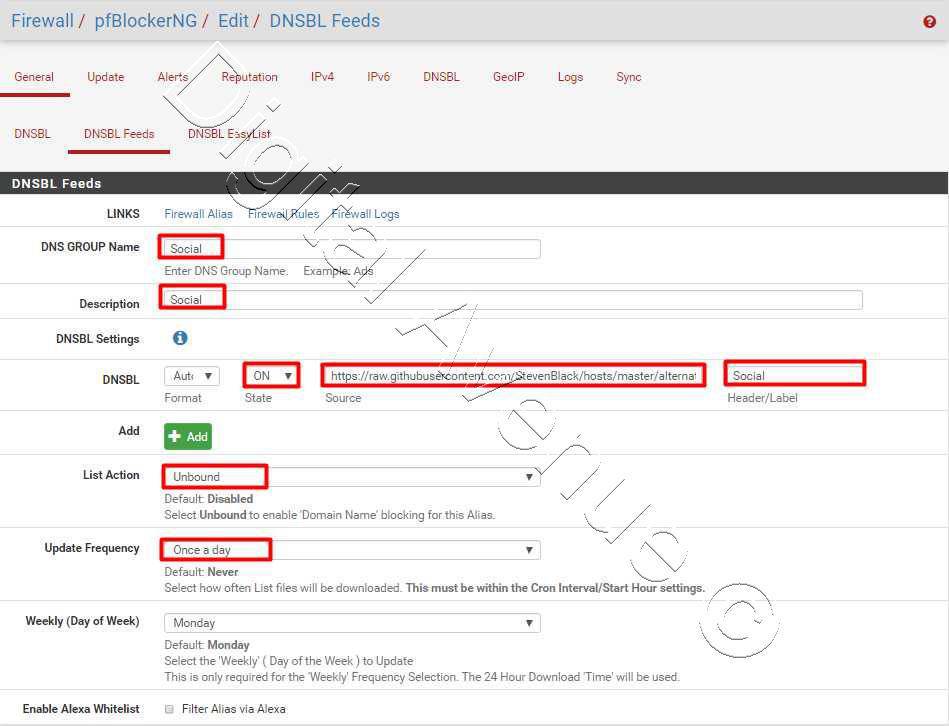 Firewall / pfBlockerNG / Edit / DNSBL Feeds
General Update Alerts Reputation IPv4 IPv6 DNSBL GeoIP Logs Sync
DNSBL DNSBL Feeds DNSBL EasyList
DNSBL Feeds
LINKS Firewall Alias Firewall Rules Firewall Logs
DNS GROUP Name Social
Enter DNS Group Name. Example: Ads
Description Social
DNSBL Settings
DNSBL Auto ON https://raw.githubusercontent.com/StevenBlack/hosts/master/alternat Social
Format State Source Header/Label
Add Add
List Action Unbound
Default: Disabled
Select Unbound to enable 'Domain Name' blocking for this Alias.
Update Frequency Once a day
Default: Never
Select how often List files will be downloaded. This must be within the Cron Interval/Start Hour settings.
Weekly (Day of Week) Monday
Default: Monday
Select the 'Weekly' ( Day of the Week ) to Update
This is only required for the 'Weekly' Frequency Selection. The 24 Hour Download 'Time' will be used.
Enable Alexa Whitelist Filter Alias via Alexa
Digital Avenue ©